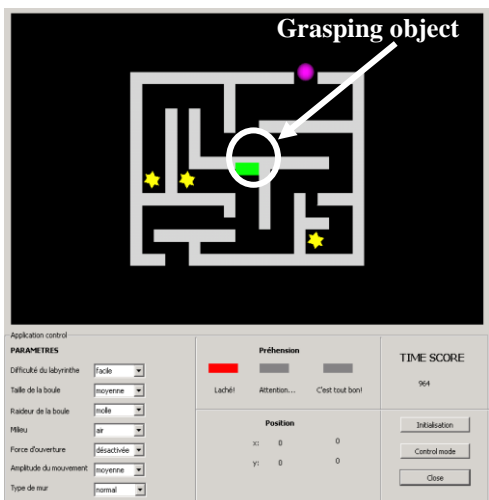 Grasping object
Application control
PARAMETRES
Difficulté du labyrinthe facile
Taille de la boule moyenne
Raideur de la boule molle
Milieu air
Force d'ouverture désactivée
Amplitude du mouvement moyenne
Type de mur normal
Préhension
Laché! Attention... C'est tout bon!
Position
x: 0 0
y: 0 0
TIME SCORE
964
Initialisation
Control mode
Close